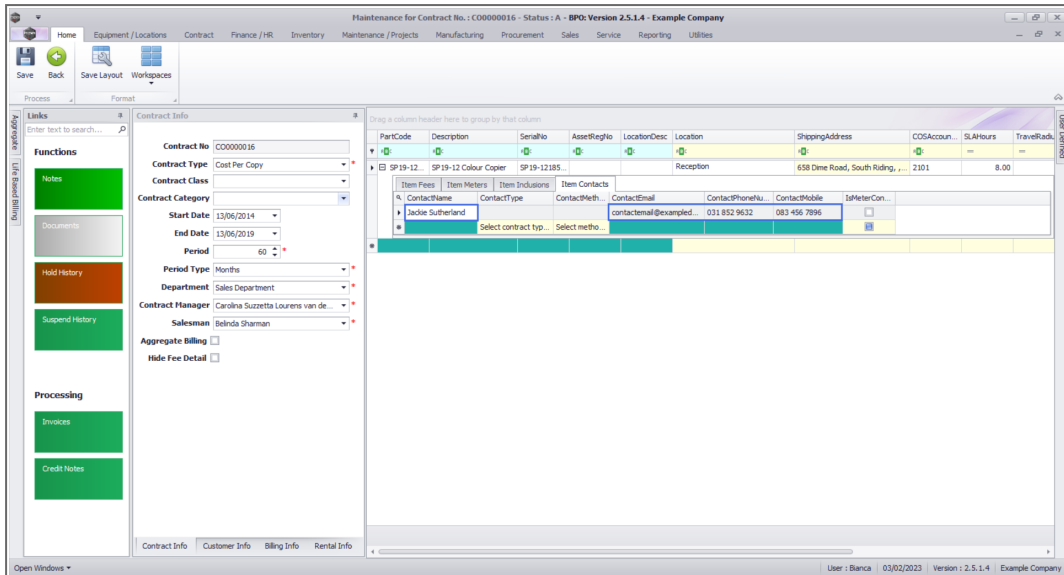 Maintenance for Contract No. : CO0000016 - Status : A - BPO: Version 2.5.1.4 - Example Company
Home Equipment / Locations Contract Finance / HR Inventory Maintenance / Projects Manufacturing Procurement Sales Service Reporting Utilities
Save Back Save Layout Workspaces
Process Format
Aggregate
Life Based Billing
Links
Enter text to search...
Functions
Notes
Documents
Hold History
Suspend History
Processing
Invoices
Credit Notes
Contract Info
Contract No CO0000016
Contract Type Cost Per Copy *
Contract Class
Contract Category
Start Date 13/06/2014
End Date 13/06/2019
Period 60 *
Period Type Months *
Department Sales Department *
Contract Manager Carolina Suzzetta Lourens van de... *
Salesman Belinda Sharman *
Aggregate Billing
Hide Fee Detail
Contract Info Customer Info Billing Info Rental Info
Drag a column header here to group by that column
PartCode Description SerialNo AssetRegNo LocationDesc Location ShippingAddress COSAccoun... SLAHours TravelRadiu
SP19-12... SP19-12 Colour Copier SP19-12185... Reception 658 Dime Road, South Riding, ,... 2101 8.00
Item Fees Item Meters Item Inclusions Item Contacts
ContactName ContactType ContactMeth... ContactEmail ContactPhoneNu... ContactMobile IsMeterCon...
Jackie Sutherland contactemail@exampled... 031 852 9632 083 456 7896
Select contract typ... Select metho...
User Defined
Open Windows
User : Bianca 03/02/2023 Version : 2.5.1.4 Example Company